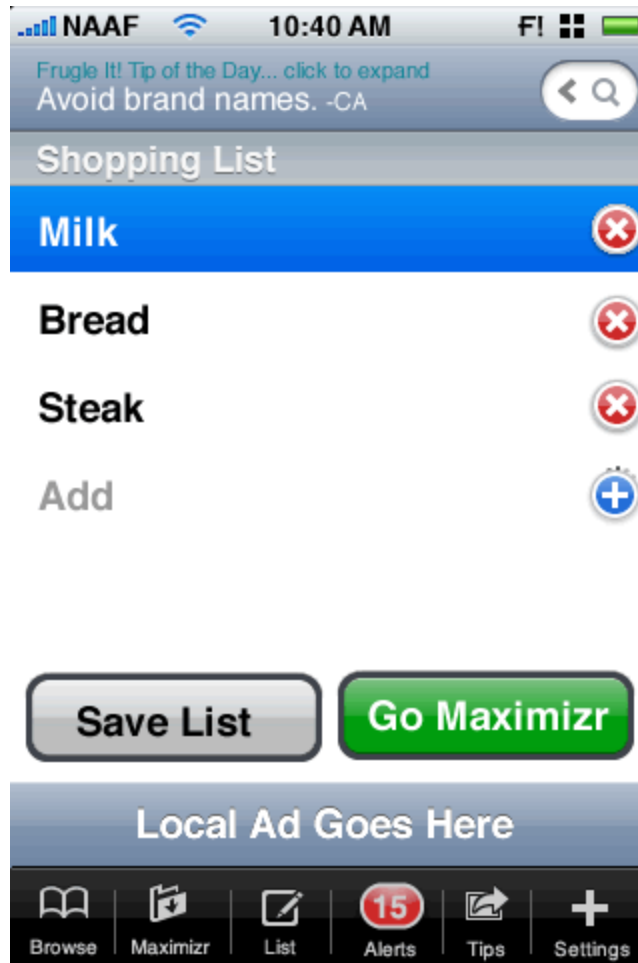 NAAF 10:40 AM F!
Frugle It! Tip of the Day... click to expand
Avoid brand names. -CA
Shopping List
Milk
Bread
Steak
Add
Save List Go Maximizr
Local Ad Goes Here
15
Browse Maximizr List Alerts Tips Settings